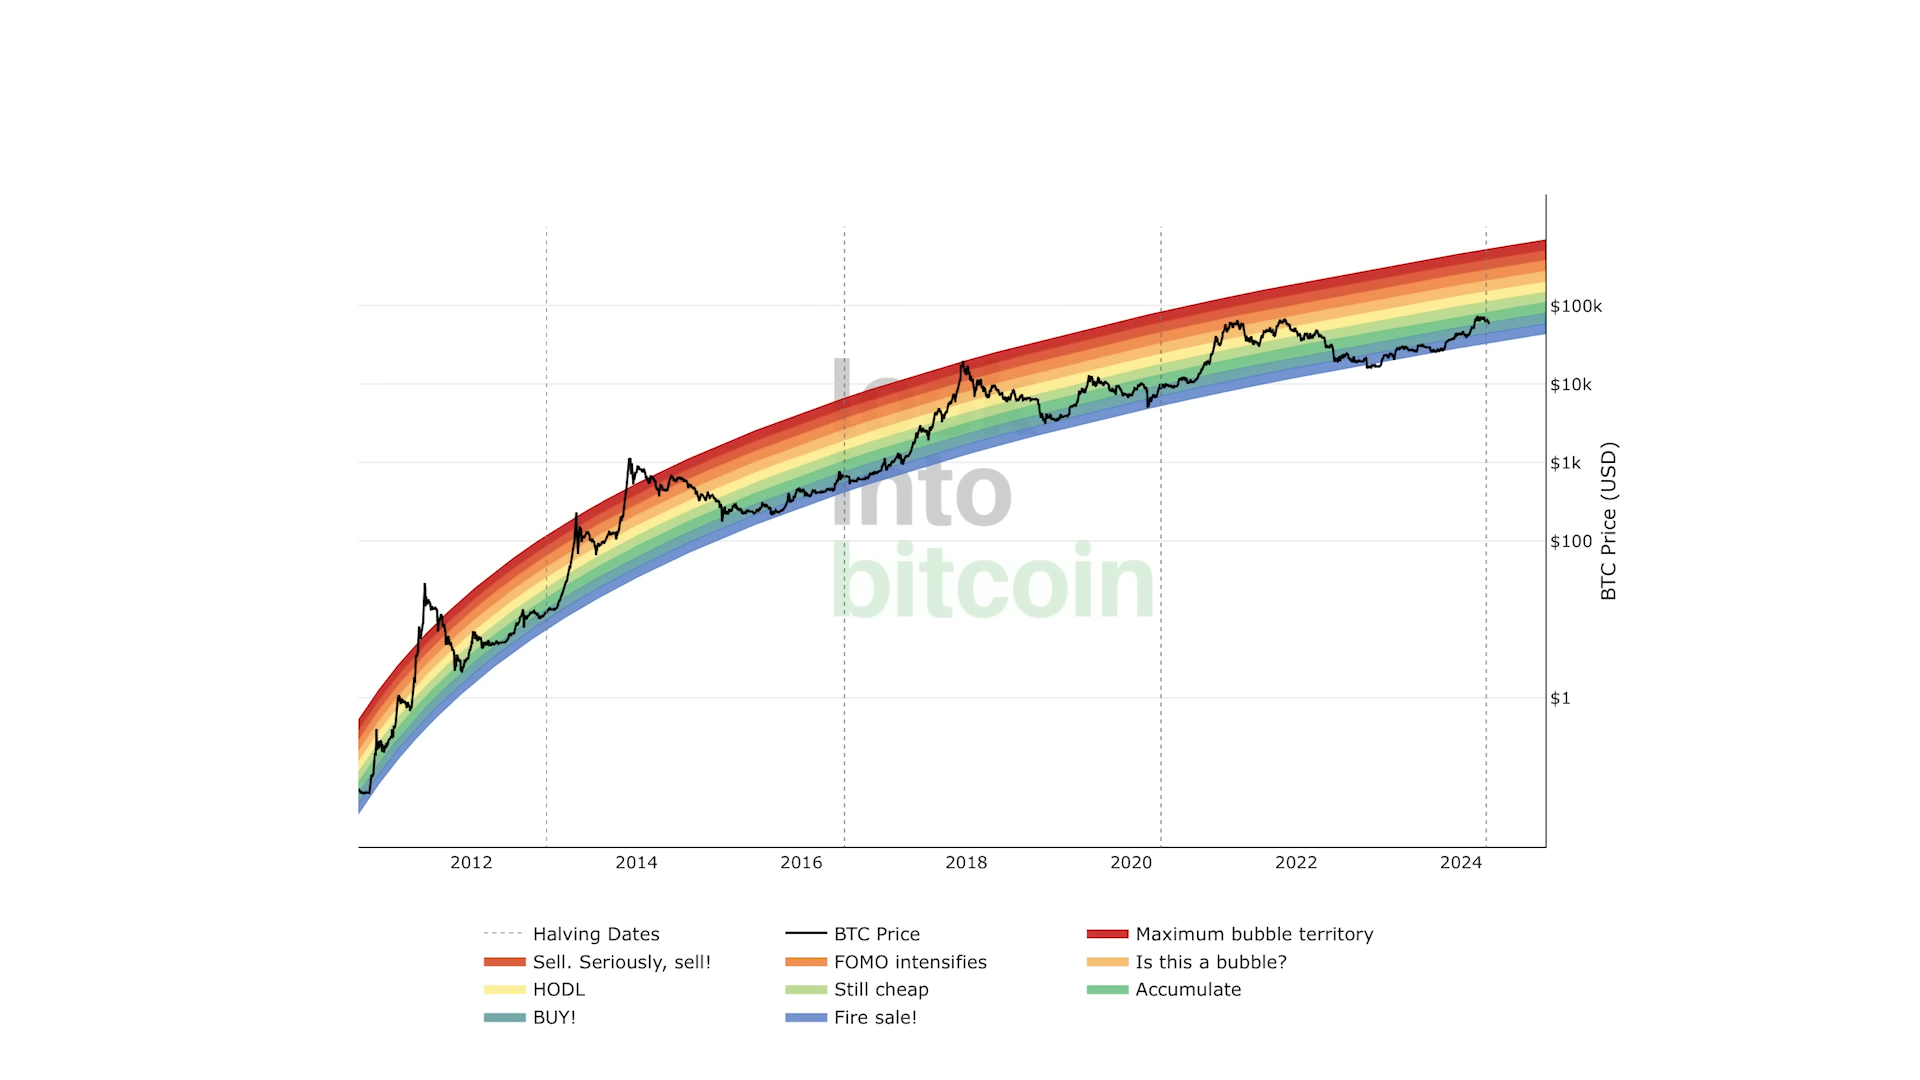 Into
bitcoin
$100k
$10k
$1k
$100
$1
BTC Price (USD)
2012 2014 2016 2018 2020 2022 2024
Halving Dates BTC Price Maximum bubble territory
Sell. Seriously, sell! FOMO intensifies Is this a bubble?
HODL Still cheap Accumulate
BUY! Fire sale!